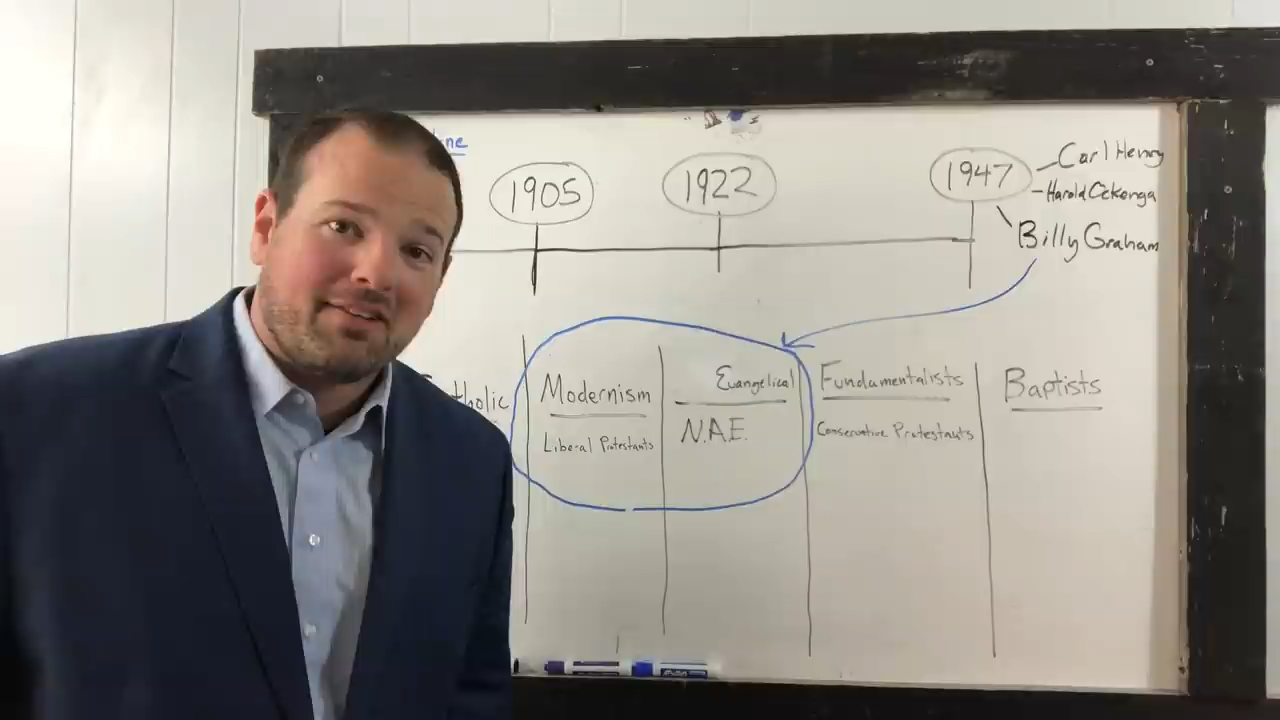 1905
1922
1947
Carl Henry
Harold Ockenga
Billy Graham
Modernism
Liberal Protestants
Evangelical
N.A.E.
Fundamentalists
Conservative Protestants
Baptists